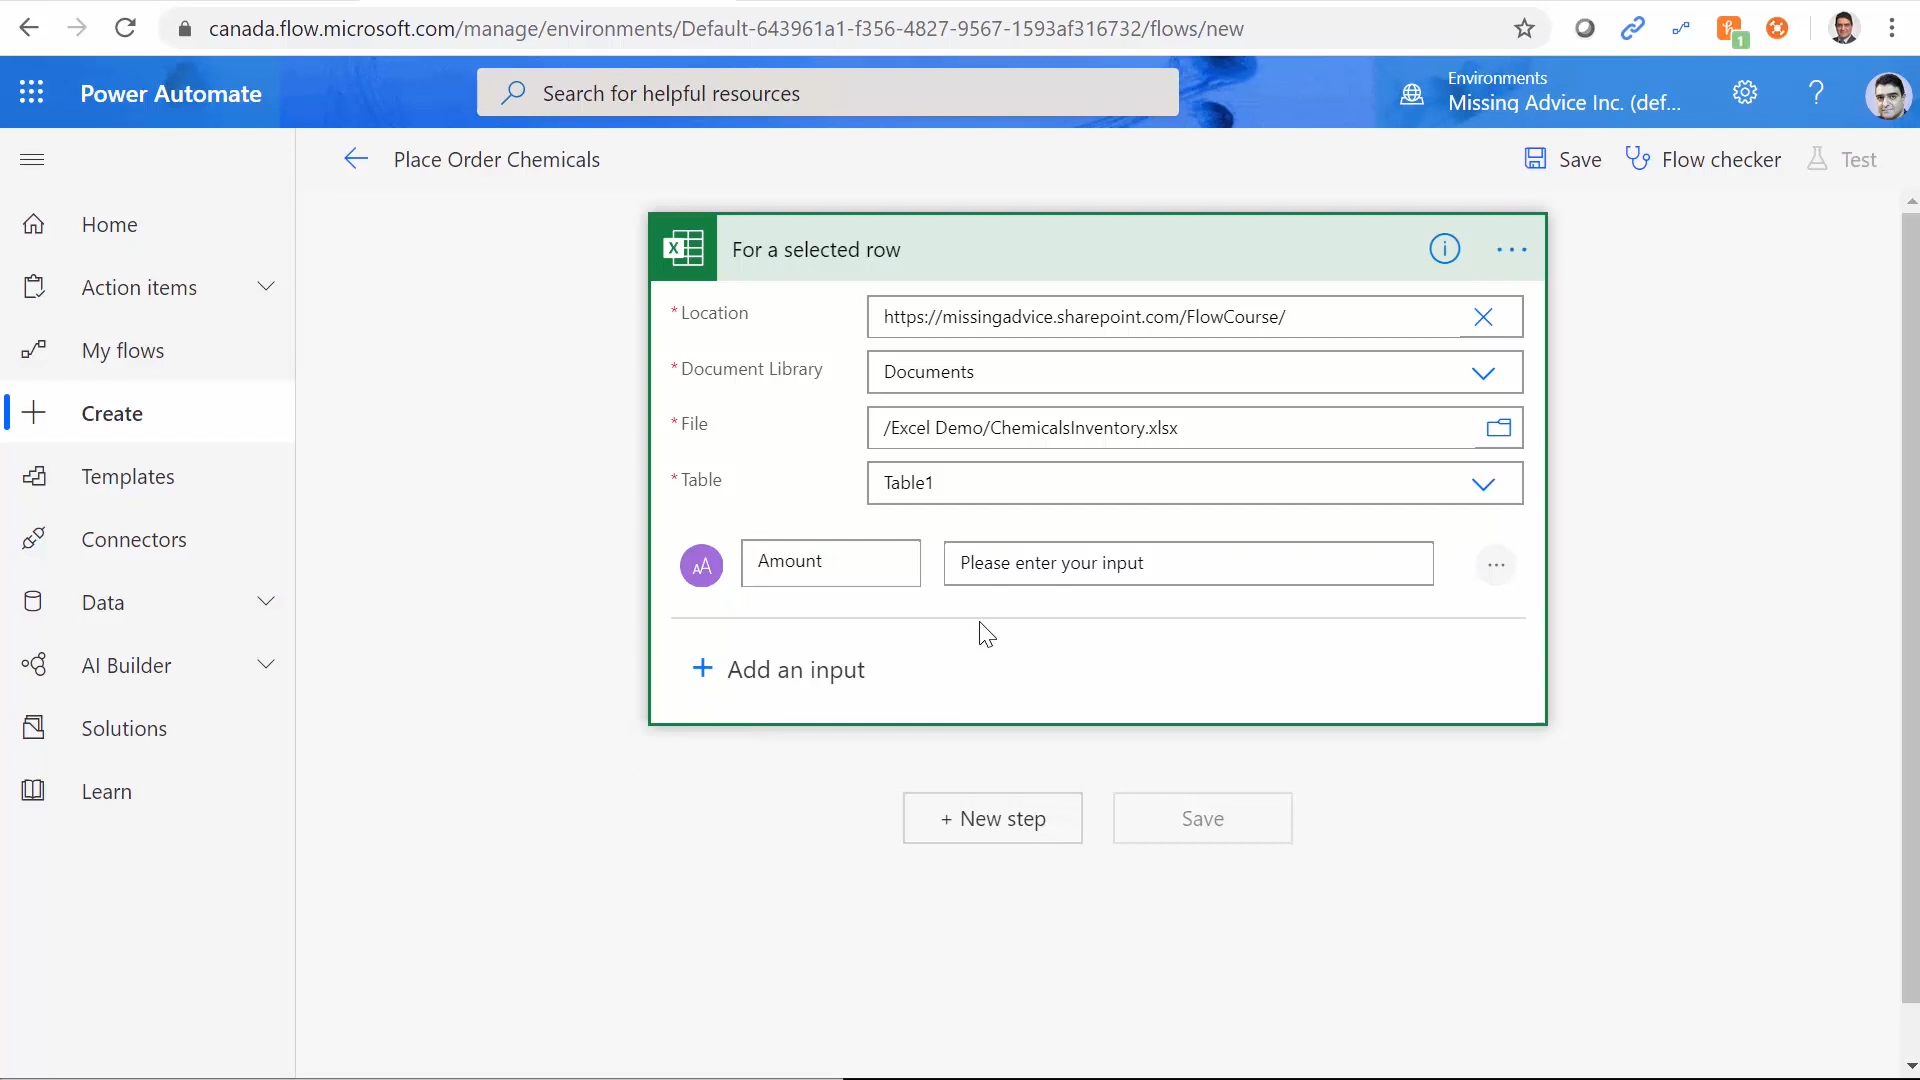 canada.flow.microsoft.com/manage/environments/Default-643961a1-f356-4827-9567-1593af316732/flows/new
1
Power Automate
Search for helpful resources
Environments
Missing Advice Inc. (def...
?
Place Order Chemicals
Save
Flow checker
Test
Home
Action items
My flows
Create
Templates
Connectors
Data
AI Builder
Solutions
Learn
X
For a selected row
i
...
* Location
https://missingadvice.sharepoint.com/FlowCourse/
* Document Library
Documents
* File
/Excel Demo/ChemicalsInventory.xlsx
* Table
Table1
AA
Amount
Please enter your input
...
+ Add an input
+ New step
Save